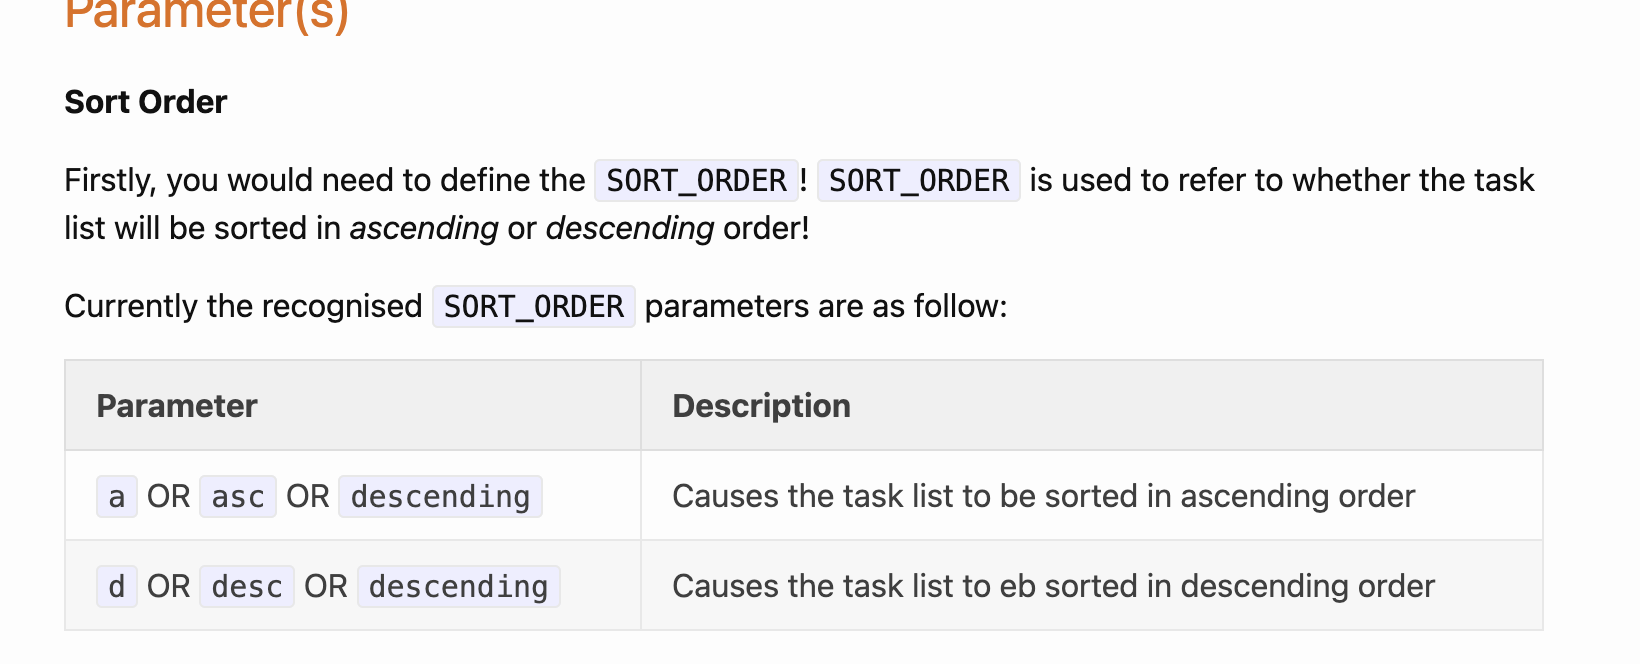 Parameter(s)
Sort Order
Firstly, you would need to define the SORT_ORDER! SORT_ORDER is used to refer to whether the task
list will be sorted in ascending or descending order!
Currently the recognised SORT_ORDER parameters are as follow:
Parameter Description
a OR asc OR descending Causes the task list to be sorted in ascending order
d OR desc OR descending Causes the task list to eb sorted in descending order